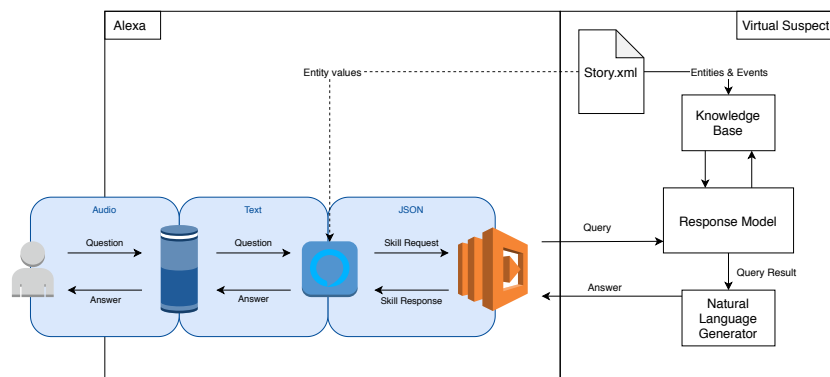 Alexa
Virtual Suspect
Entity values
Story.xml
Entities & Events
Knowledge
Base
Audio
Text
JSON
Question
Question
Skill Request
Query
Response Model
Answer
Answer
Skill Response
Answer
Query Result
Natural
Language
Generator